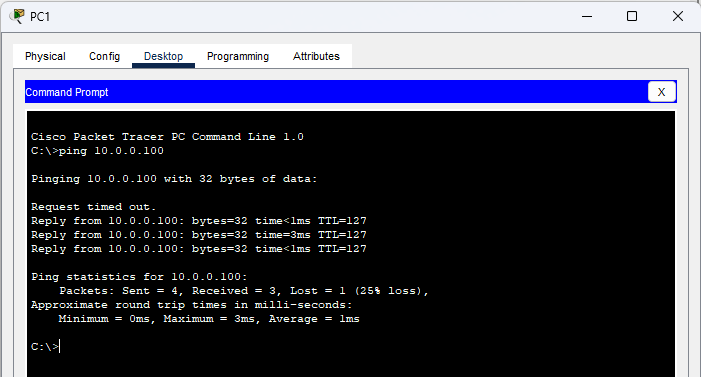 PC1
Physical Config Desktop Programming Attributes
Command Prompt
X
Cisco Packet Tracer PC Command Line 1.0
C:\>ping 10.0.0.100
Pinging 10.0.0.100 with 32 bytes of data:
Request timed out.
Reply from 10.0.0.100: bytes=32 time<1ms TTL=127
Reply from 10.0.0.100: bytes=32 time=3ms TTL=127
Reply from 10.0.0.100: bytes=32 time<1ms TTL=127
Ping statistics for 10.0.0.100:
Packets: Sent = 4, Received = 3, Lost = 1 (25% loss),
Approximate round trip times in milli-seconds:
Minimum = 0ms, Maximum = 3ms, Average = 1ms
C:\>